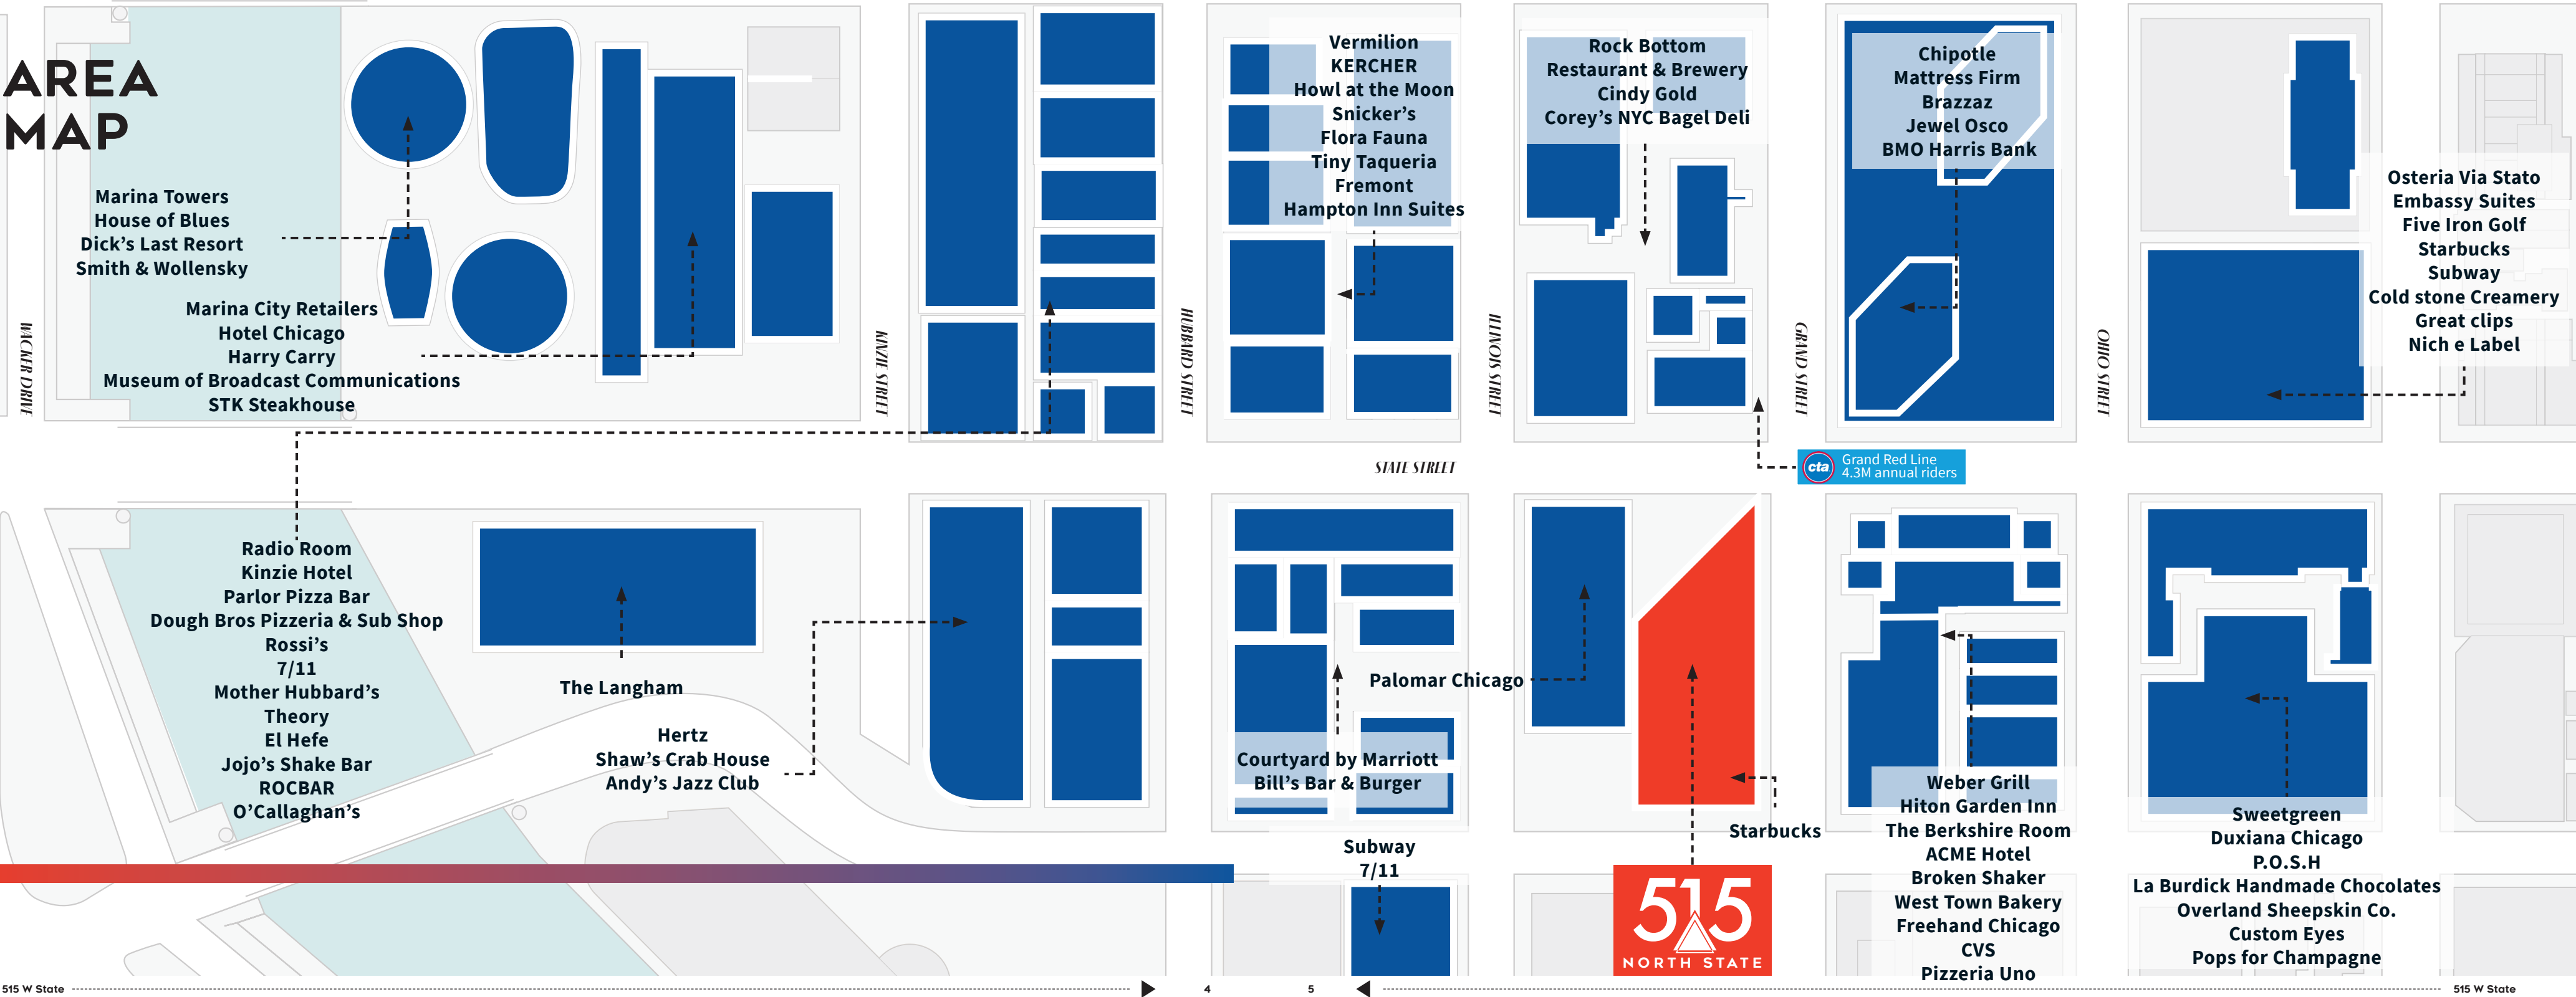 AREA
MAP
Marina Towers
House of Blues
Dick's Last Resort
Smith & Wollensky
Marina City Retailers
Hotel Chicago
Harry Carry
Museum of Broadcast Communications
STK Steakhouse
WACKER DRIVE
KINZIE STREET
HUBBARD STREET
ILLINOIS STREET
GRAND STREET
OHIO STREET
STATE STREET
Vermilion
KERCHER
Howl at the Moon
Snicker's
Flora Fauna
Tiny Taqueria
Fremont
Hampton Inn Suites
Rock Bottom
Restaurant & Brewery
Cindy Gold
Corey's NYC Bagel Deli
Chipotle
Mattress Firm
Brazzaz
Jewel Osco
BMO Harris Bank
Osteria Via Stato
Embassy Suites
Five Iron Golf
Starbucks
Subway
Cold stone Creamery
Great clips
Nich e Label
cta
Grand Red Line
4.3M annual riders
Radio Room
Kinzie Hotel
Parlor Pizza Bar
Dough Bros Pizzeria & Sub Shop
Rossi's
7/11
Mother Hubbard's
Theory
El Hefe
Jojo's Shake Bar
ROCBAR
O'Callaghan's
The Langham
Hertz
Shaw's Crab House
Andy's Jazz Club
Palomar Chicago
Courtyard by Marriott
Bill's Bar & Burger
Subway
7/11
Starbucks
515
NORTH STATE
Weber Grill
Hiton Garden Inn
The Berkshire Room
ACME Hotel
Broken Shaker
West Town Bakery
Freehand Chicago
CVS
Pizzeria Uno
Sweetgreen
Duxiana Chicago
P.O.S.H
La Burdick Handmade Chocolates
Overland Sheepskin Co.
Custom Eyes
Pops for Champagne
515 W State
4
5
515 W State